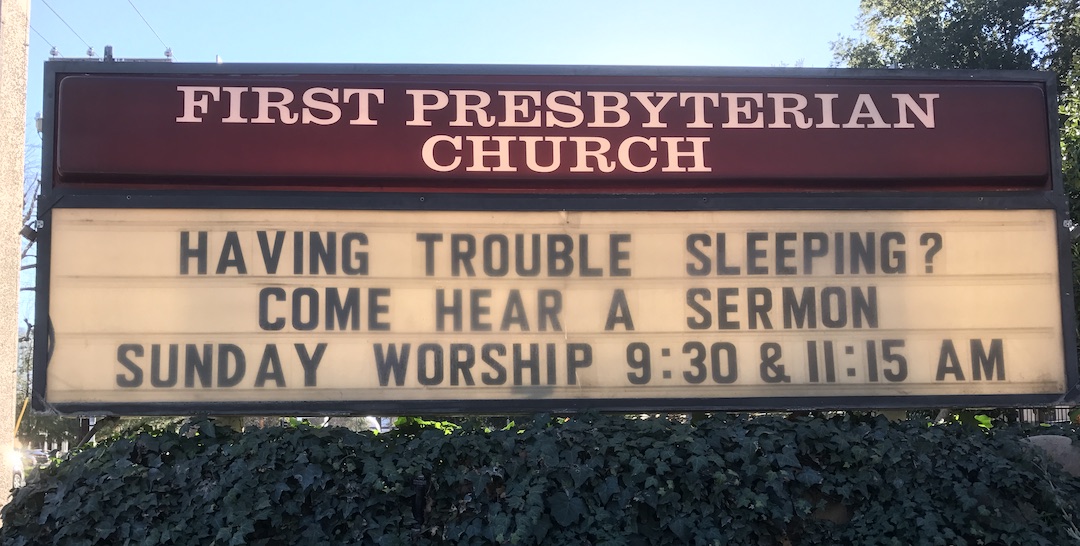 FIRST PRESBYTERIAN
CHURCH
HAVING TROUBLE SLEEPING?
COME HEAR A SERMON
SUNDAY WORSHIP 9:30 & 11:15 AM